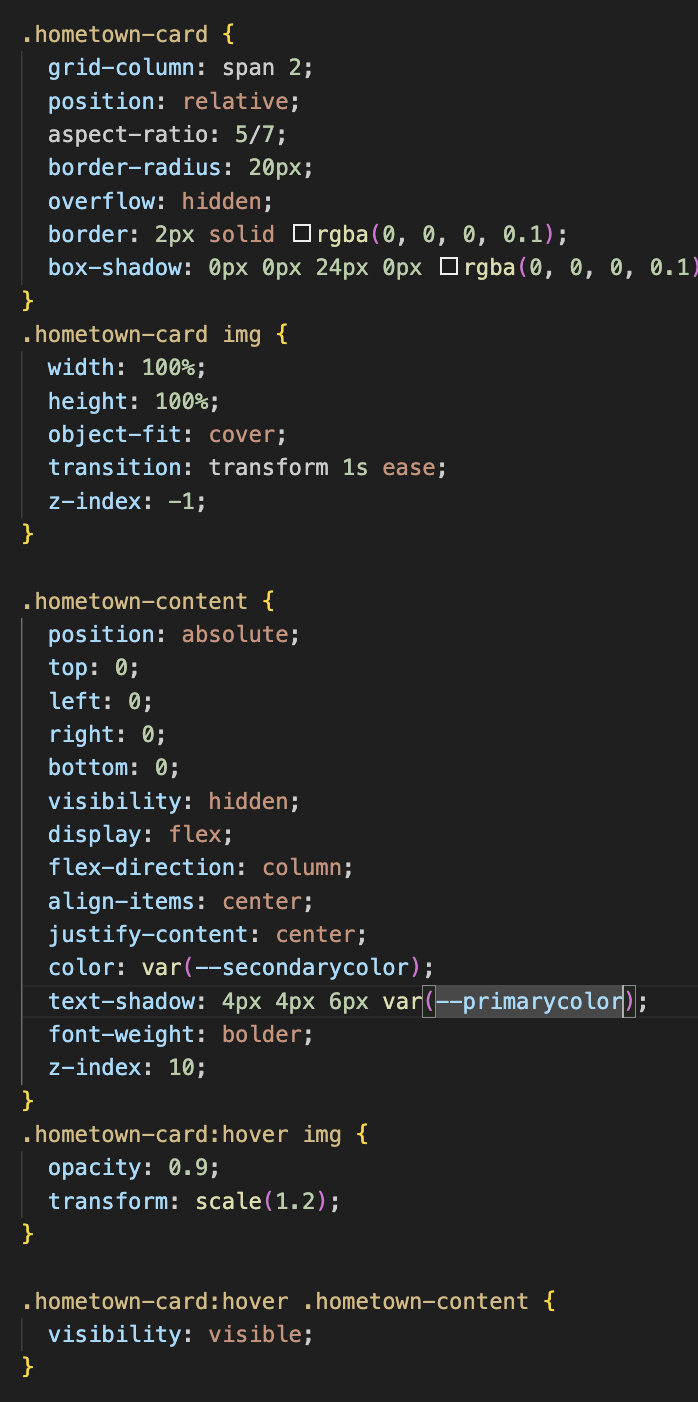 .hometown-card {
  grid-column: span 2;
  position: relative;
  aspect-ratio: 5/7;
  border-radius: 20px;
  overflow: hidden;
  border: 2px solid rgba(0, 0, 0, 0.1);
  box-shadow: 0px 0px 24px 0px rgba(0, 0, 0, 0.1)
}
.hometown-card img {
  width: 100%;
  height: 100%;
  object-fit: cover;
  transition: transform 1s ease;
  z-index: -1;
}

.hometown-content {
  position: absolute;
  top: 0;
  left: 0;
  right: 0;
  bottom: 0;
  visibility: hidden;
  display: flex;
  flex-direction: column;
  align-items: center;
  justify-content: center;
  color: var(--secondarycolor);
  text-shadow: 4px 4px 6px var(--primarycolor);
  font-weight: bolder;
  z-index: 10;
}
.hometown-card:hover img {
  opacity: 0.9;
  transform: scale(1.2);
}

.hometown-card:hover .hometown-content {
  visibility: visible;
}